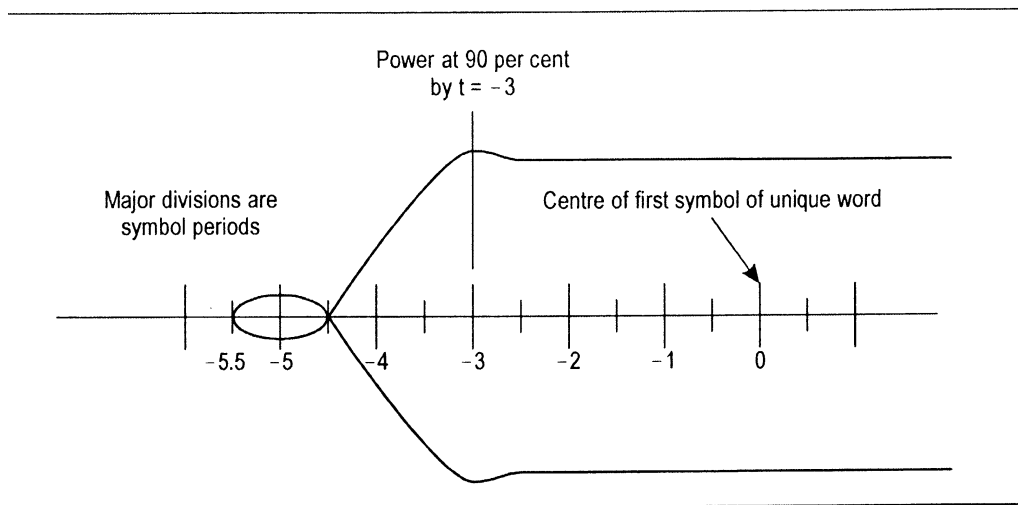 Power at 90 per cent
by t = −3
Major divisions are
symbol periods
Centre of first symbol of unique word
−5.5 −5 −4 −3 −2 −1 0